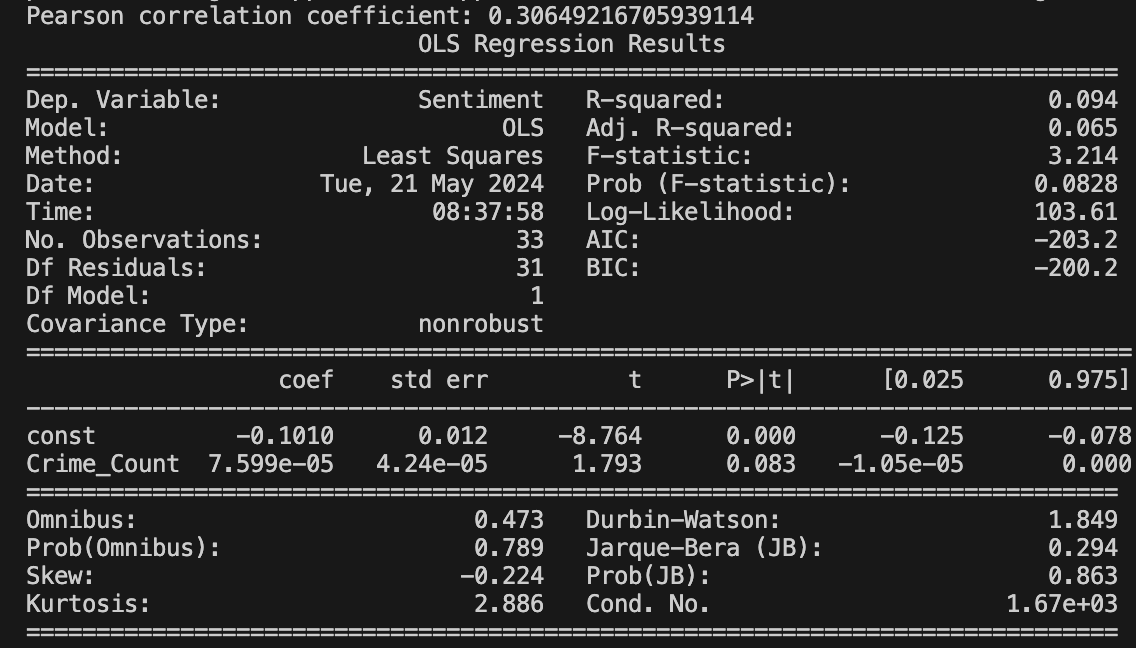 Pearson correlation coefficient: 0.30649216705939114
OLS Regression Results
==============================================================================
Dep. Variable: Sentiment R-squared: 0.094
Model: OLS Adj. R-squared: 0.065
Method: Least Squares F-statistic: 3.214
Date: Tue, 21 May 2024 Prob (F-statistic): 0.0828
Time: 08:37:58 Log-Likelihood: 103.61
No. Observations: 33 AIC: -203.2
Df Residuals: 31 BIC: -200.2
Df Model: 1
Covariance Type: nonrobust
===============================================================================
coef std err t P>|t| [0.025 0.975]
-------------------------------------------------------------------------------
const -0.1010 0.012 -8.764 0.000 -0.125 -0.078
Crime_Count 7.599e-05 4.24e-05 1.793 0.083 -1.05e-05 0.000
==============================================================================
Omnibus: 0.473 Durbin-Watson: 1.849
Prob(Omnibus): 0.789 Jarque-Bera (JB): 0.294
Skew: -0.224 Prob(JB): 0.863
Kurtosis: 2.886 Cond. No. 1.67e+03
==============================================================================